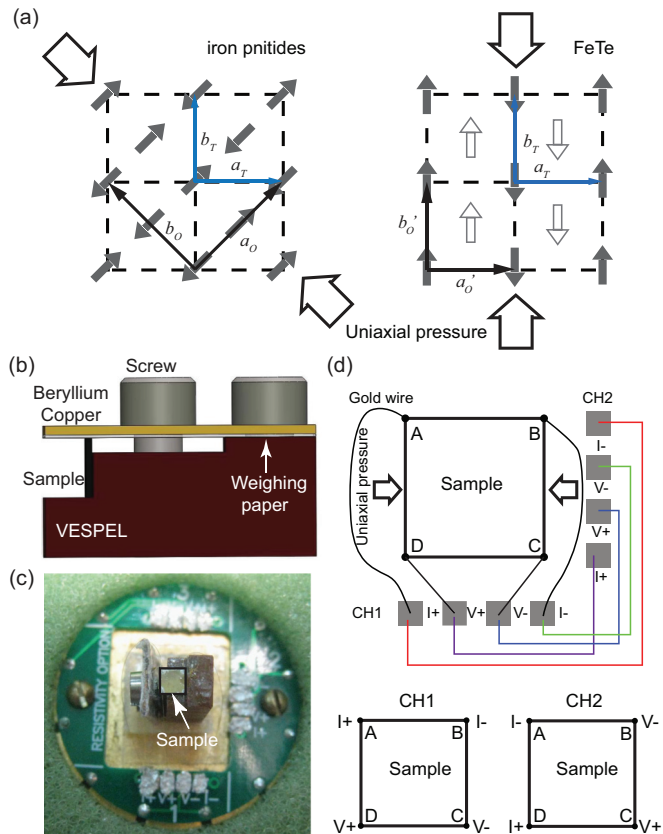 (a)
iron pnitides
FeTe
b_T
a_T
b_O
a_O
b_T
a_T
b_O'
a_O'
Uniaxial pressure
(b)
Screw
Beryllium
Copper
Sample
Weighing
paper
VESPEL
(c)
RESISTIVITY OPTION
Sample
(d)
Gold wire
CH2
A
B
I-
Uniaxial pressure
Sample
V-
V+
D
C
I+
CH1
I+
V+
V-
I-
CH1
CH2
I+
I-
I-
V-
A
B
A
B
Sample
Sample
D
C
D
C
V+
V-
I+
V+